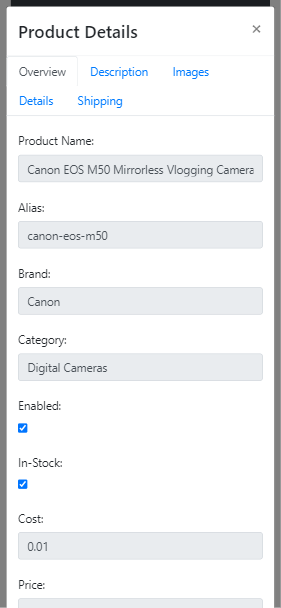 Product Details ×
Overview Description Images
Details Shipping
Product Name:
Canon EOS M50 Mirrorless Vlogging Camera
Alias:
canon-eos-m50
Brand:
Canon
Category:
Digital Cameras
Enabled:
In-Stock:
Cost:
0.01
Price: